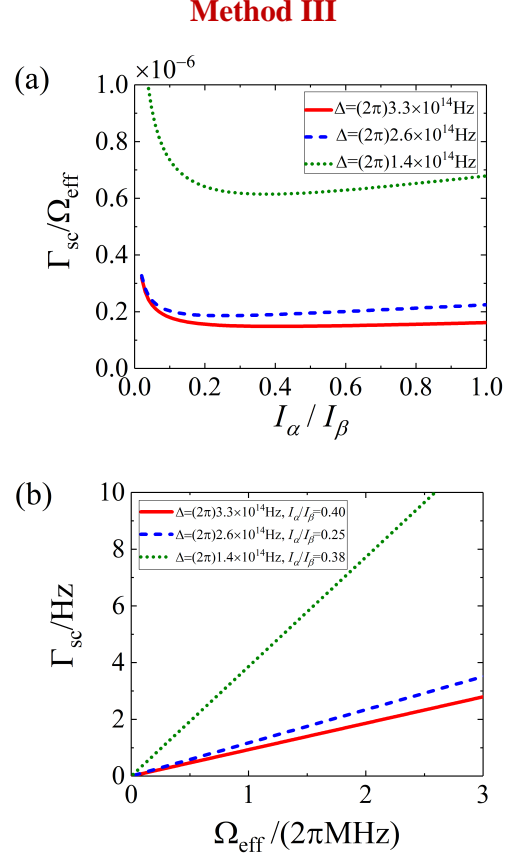 Method III
(a)
×10⁻⁶
1.0
0.8
0.6
0.4
0.2
0.0
Γsc/Ωeff
Δ=(2π)3.3×10¹⁴Hz
Δ=(2π)2.6×10¹⁴Hz
Δ=(2π)1.4×10¹⁴Hz
0.0 0.2 0.4 0.6 0.8 1.0
Iα / Iβ
(b)
10
8
6
4
2
0
Γsc/Hz
Δ=(2π)3.3×10¹⁴Hz, Iα/Iβ=0.40
Δ=(2π)2.6×10¹⁴Hz, Iα/Iβ=0.25
Δ=(2π)1.4×10¹⁴Hz, Iα/Iβ=0.38
0 1 2 3
Ωeff /(2πMHz)